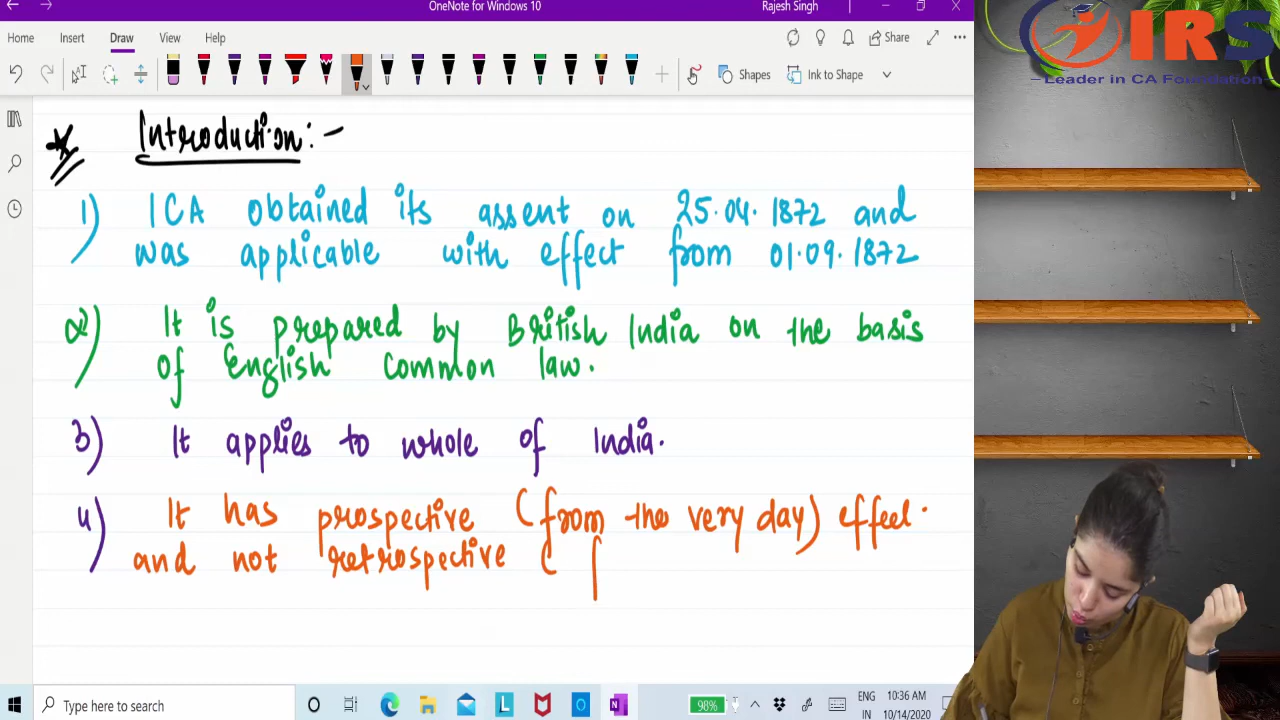 OneNote for Windows 10
Rajesh Singh
Home Insert Draw View Help
Share
Shapes
Ink to Shape
IRS
Leader in CA Foundation
Introduction:-
1) ICA obtained its assent on 25.04.1872 and
was applicable with effect from 01.09.1872
2) It is prepared by British India on the basis
of English Common law.
3) It applies to whole of India.
4) It has prospective (from the very day) effect.
and not retrospective ( f
Type here to search
98%
ENG
IN
10:36 AM
10/14/2020